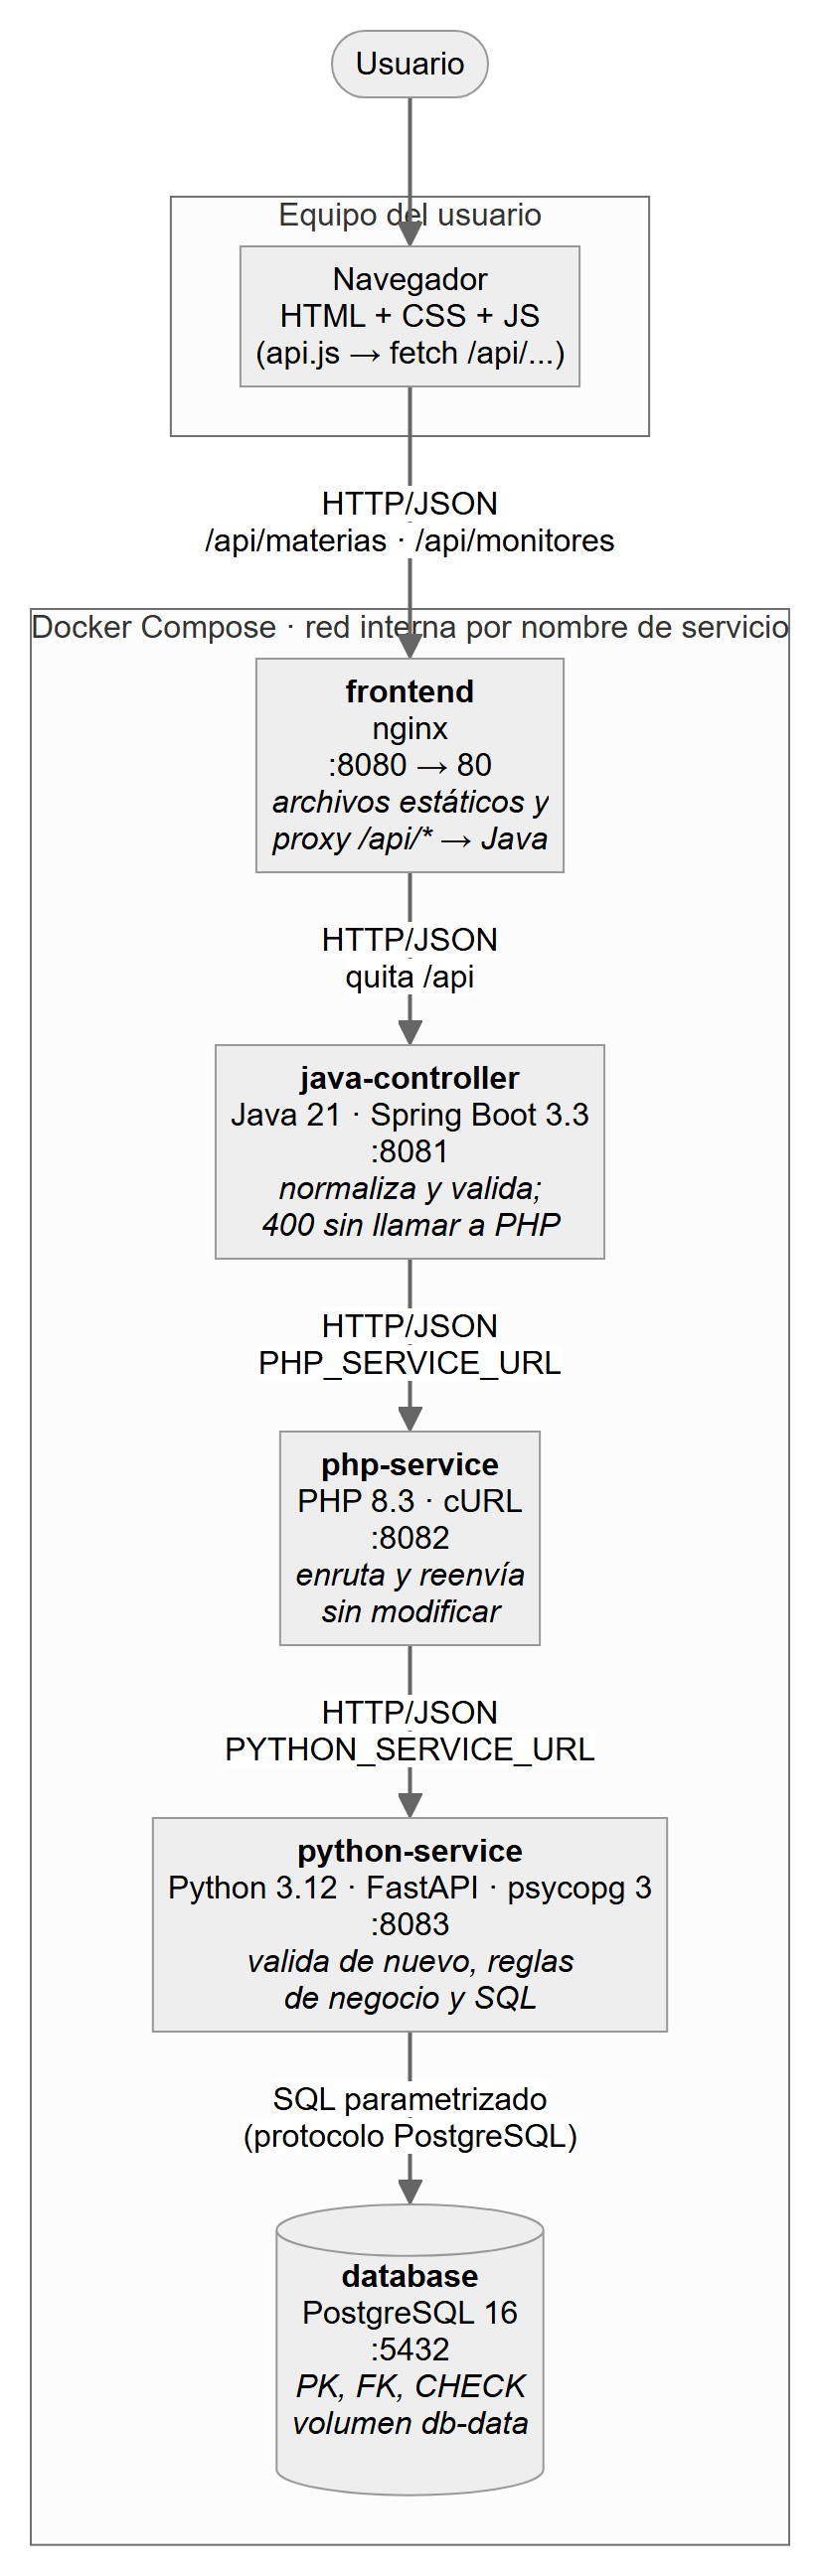 Usuario
Equipo del usuario
Navegador
HTML + CSS + JS
(api.js → fetch /api/...)
HTTP/JSON
/api/materias · /api/monitores
Docker Compose · red interna por nombre de servicio
frontend
nginx
:8080 → 80
archivos estáticos y
proxy /api/* → Java
HTTP/JSON
quita /api
java-controller
Java 21 · Spring Boot 3.3
:8081
normaliza y valida;
400 sin llamar a PHP
HTTP/JSON
PHP_SERVICE_URL
php-service
PHP 8.3 · cURL
:8082
enruta y reenvía
sin modificar
HTTP/JSON
PYTHON_SERVICE_URL
python-service
Python 3.12 · FastAPI · psycopg 3
:8083
valida de nuevo, reglas
de negocio y SQL
SQL parametrizado
(protocolo PostgreSQL)
database
PostgreSQL 16
:5432
PK, FK, CHECK
volumen db-data